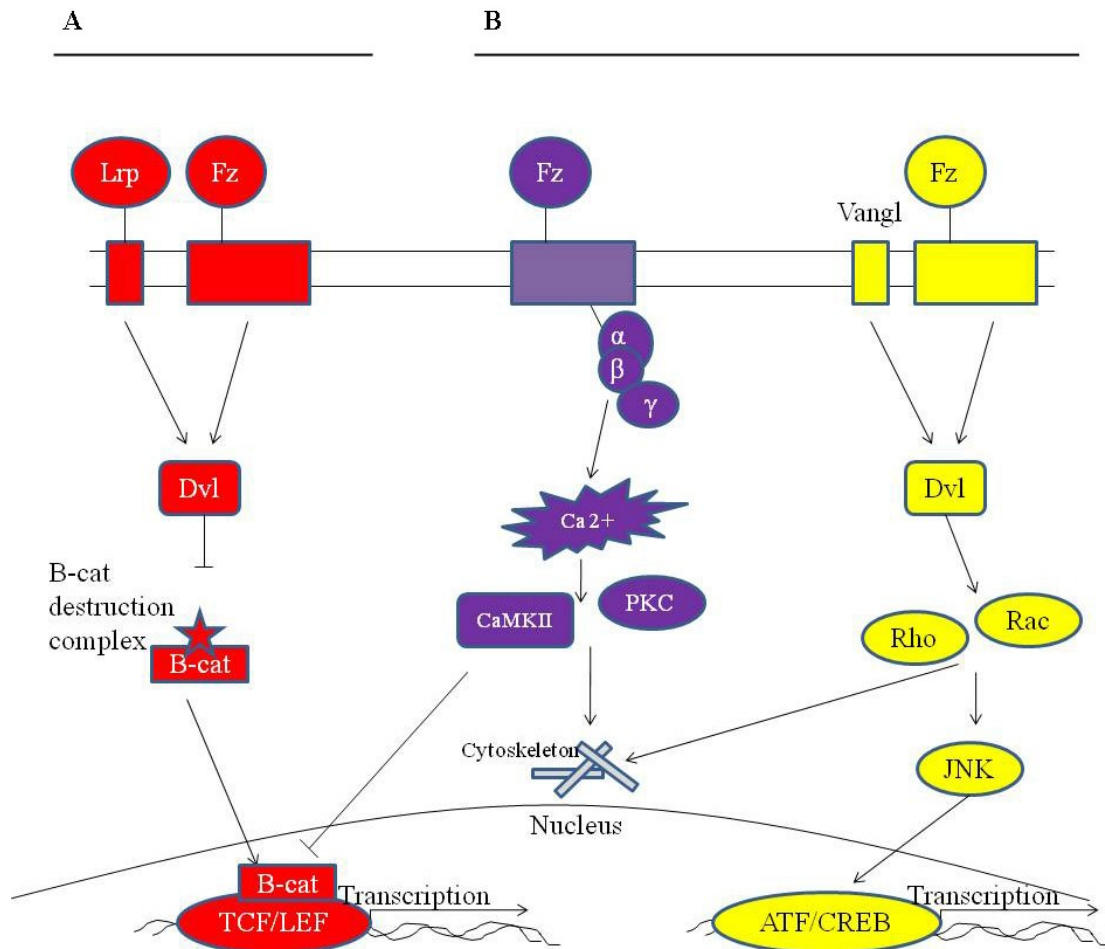 A
B
Lrp
Fz
Fz
Vangl
Fz
α
β
γ
Dvl
Ca 2+
Dvl
B-cat
destruction
complex
B-cat
CaMKII
PKC
Rho
Rac
Cytoskeleton
JNK
Nucleus
B-cat
TCF/LEF
Transcription
ATF/CREB
Transcription